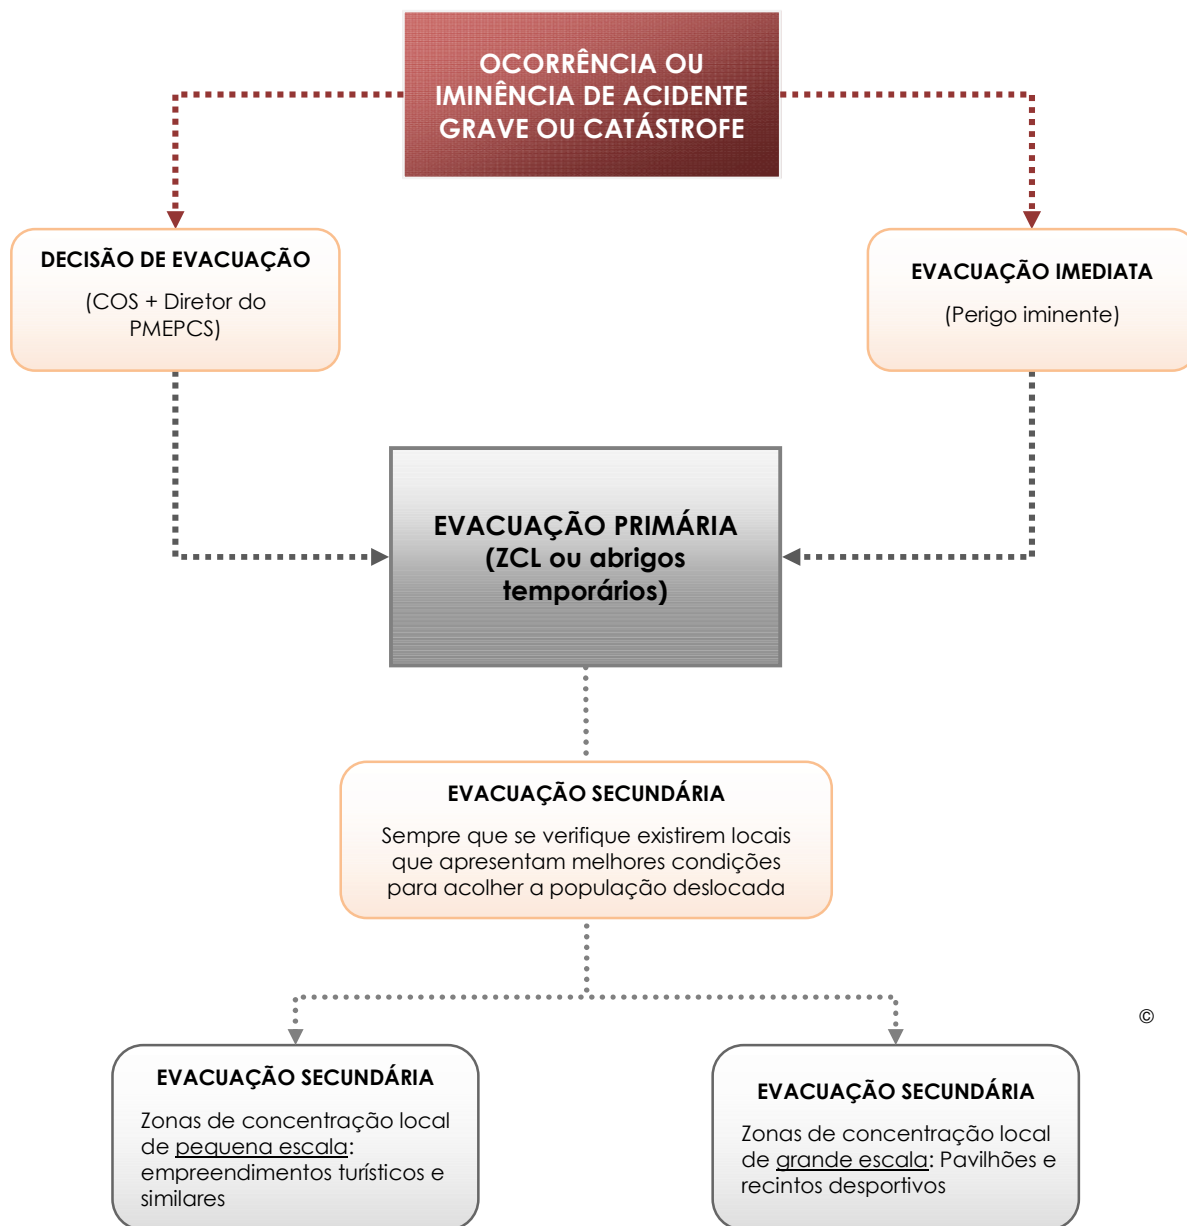 OCORRÊNCIA OU
IMINÊNCIA DE ACIDENTE
GRAVE OU CATÁSTROFE
DECISÃO DE EVACUAÇÃO
(COS + Diretor do
PMEPCS)
EVACUAÇÃO IMEDIATA
(Perigo iminente)
EVACUAÇÃO PRIMÁRIA
(ZCL ou abrigos
temporários)
EVACUAÇÃO SECUNDÁRIA
Sempre que se verifique existirem locais
que apresentam melhores condições
para acolher a população deslocada
©
EVACUAÇÃO SECUNDÁRIA
Zonas de concentração local
de pequena escala:
empreendimentos turísticos e
similares
EVACUAÇÃO SECUNDÁRIA
Zonas de concentração local
de grande escala: Pavilhões e
recintos desportivos